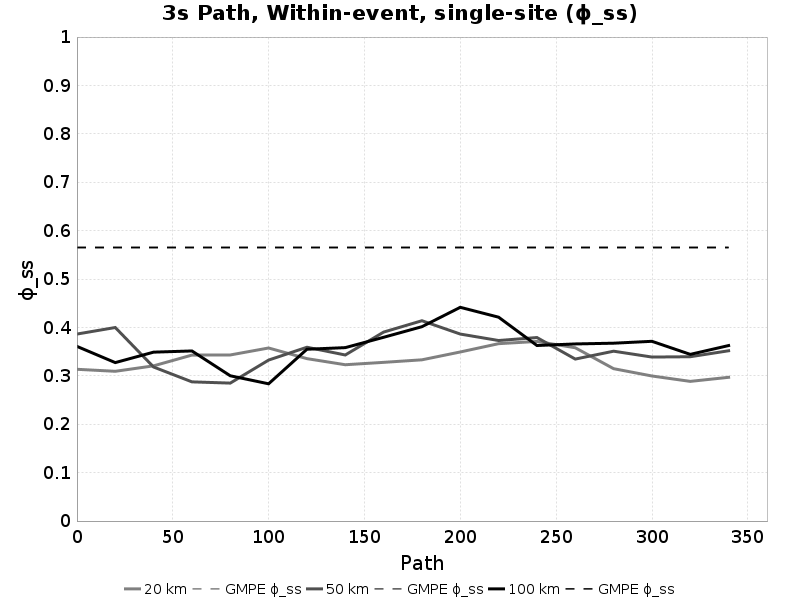 3s Path, Within-event, single-site (ϕ_ss)
1
0.9
0.8
0.7
0.6
0.5
0.4
0.3
0.2
0.1
0
ϕ_ss
0 50 100 150 200 250 300 350
Path
20 km GMPE ϕ_ss 50 km GMPE ϕ_ss 100 km GMPE ϕ_ss